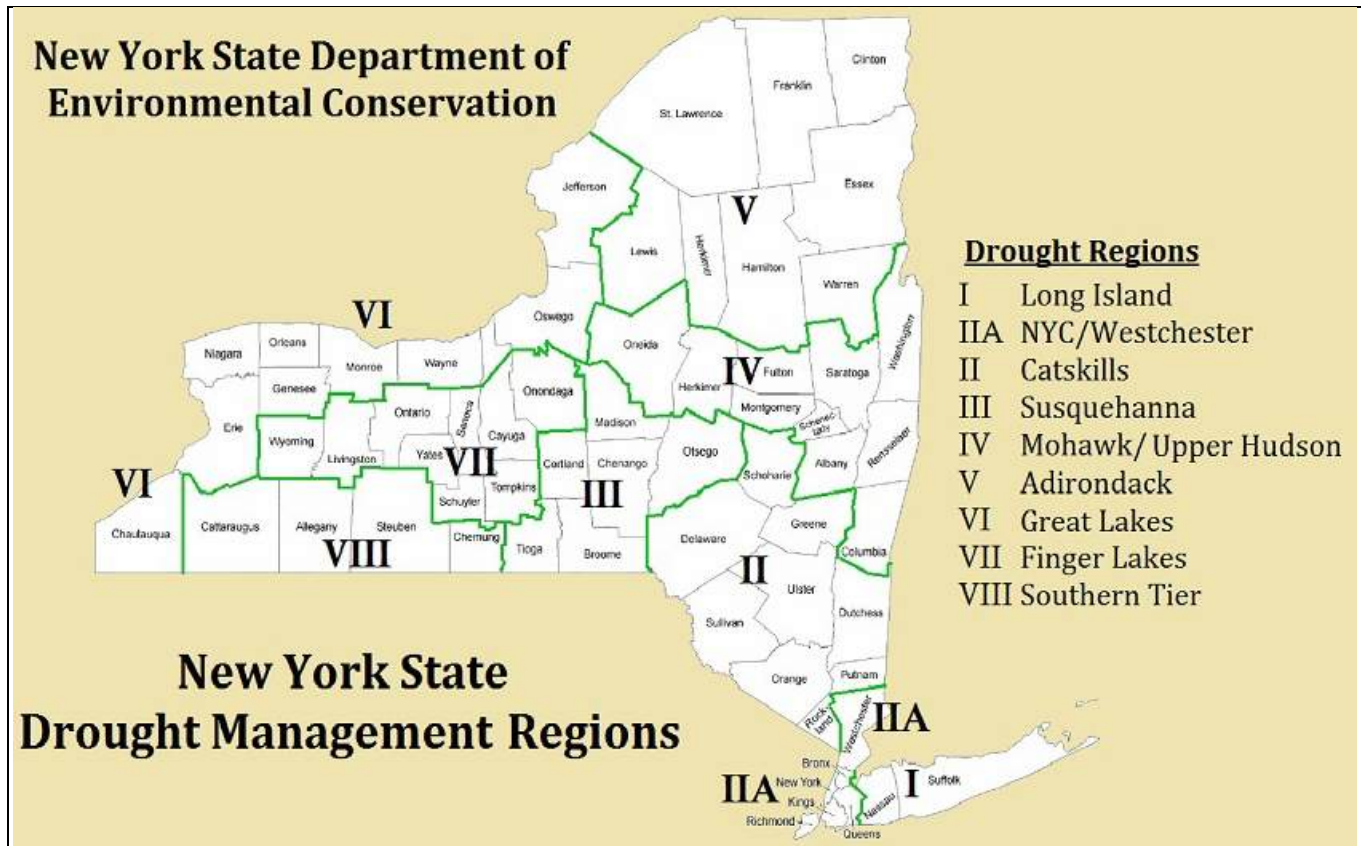 New York State Department of
Environmental Conservation
Clinton
Franklin
St. Lawrence
Jefferson
Essex
V
Lewis
Herkimer
Hamilton
Warren
Drought Regions
I Long Island
IIA NYC/Westchester
II Catskills
III Susquehanna
IV Mohawk/ Upper Hudson
V Adirondack
VI Great Lakes
VII Finger Lakes
VIII Southern Tier
VI
Oswego
Oneida
Washington
Niagara
Orleans
Monroe
Wayne
Genesee
IV
Fulton
Saratoga
Herkimer
Montgomery
Onondaga
Ontario
Seneca
Madison
Schenec-
tady
Erie
Wyoming
Livingston
Yates
VII
Cayuga
Otsego
Rensselaer
Cortland
Chenango
Schoharie
Albany
VI
III
Schuyler
Tompkins
Chautauqua
Cattaraugus
Allegany
Steuben
Chemung
Tioga
Broome
VIII
Delaware
Greene
Columbia
II
Ulster
Sullivan
Dutchess
Orange
Putnam
New York State
Drought Management Regions
Rock-
land
Westchester
IIA
Bronx
New York
IIA
Kings
Richmond
Queens
Nassau
I
Suffolk